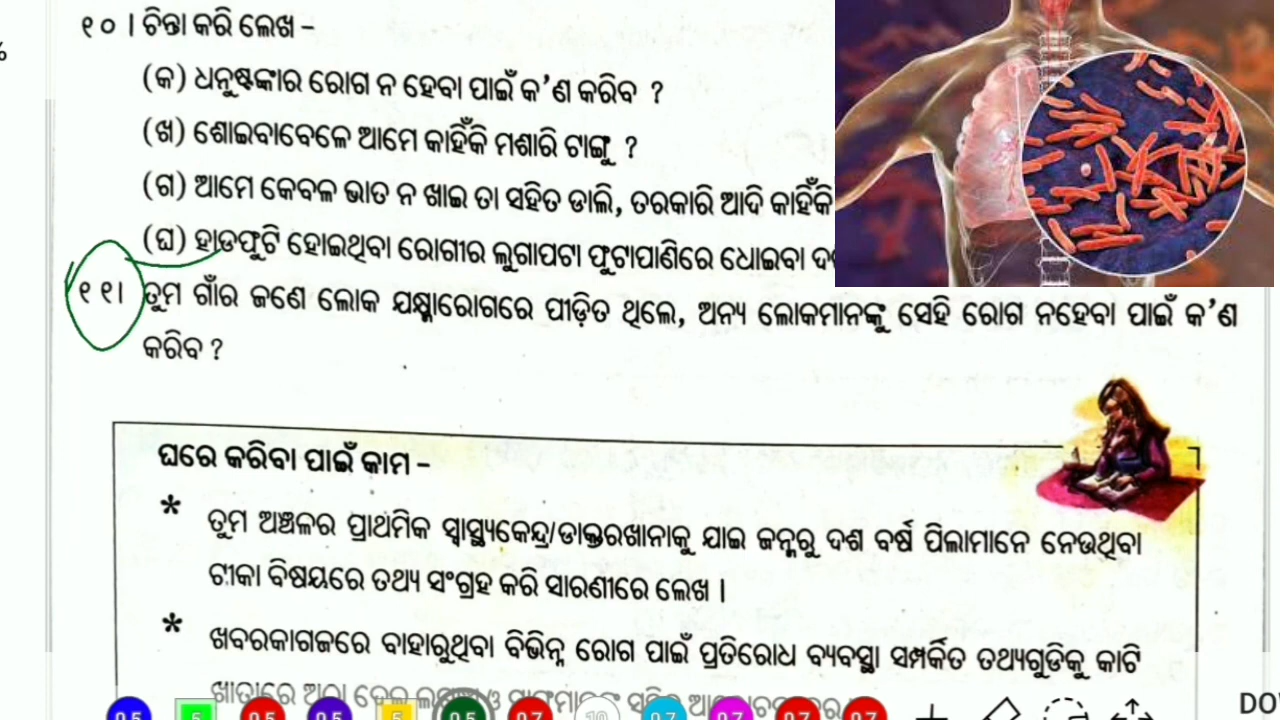 ୧୦ । ଚିନ୍ତା କରି ଲେଖ –
(କ) ଧନୁଷ୍ଟଙ୍କାର ରୋଗ ନ ହେବା ପାଇଁ କ'ଣ କରିବ ?
(ଖ) ଶୋଇବାବେଳେ ଆମେ କାହିଁକି ମଶାରି ଟାଙ୍ଗୁ ?
(ଗ) ଆମେ କେବଳ ଭାତ ନ ଖାଇ ତା ସହିତ ଡାଲି, ତରକାରି ଆଦି କାହିଁକି
(ଘ) ହାଡଫୁଟି ହୋଇଥିବା ରୋଗୀର ଲୁଗାପଟା ଫୁଟାପାଣିରେ ଧୋଇବା
୧୧। ତୁମ ଗାଁର ଜଣେ ଲୋକ ଯକ୍ଷ୍ମାରୋଗରେ ପୀଡ଼ିତ ଥିଲେ, ଅନ୍ୟ ଲୋକମାନଙ୍କୁ ସେହି ରୋଗ ନହେବା ପାଇଁ କ'ଣ
କରିବ ?
ଘରେ କରିବା ପାଇଁ କାମ –
* ତୁମ ଅଞ୍ଚଳର ପ୍ରାଥମିକ ସ୍ୱାସ୍ଥ୍ୟକେନ୍ଦ୍ର/ଡାକ୍ତରଖାନାକୁ ଯାଇ ଜନ୍ମରୁ ଦଶ ବର୍ଷ ପିଲାମାନେ ନେଉଥିବା
ଟୀକା ବିଷୟରେ ତଥ୍ୟ ସଂଗ୍ରହ କରି ସାରଣୀରେ ଲେଖ ।
* ଖବରକାଗଜରେ ବାହାରୁଥିବା ବିଭିନ୍ନ ରୋଗ ପାଇଁ ପ୍ରତିରୋଧ ବ୍ୟବସ୍ଥା ସମ୍ପର୍କିତ ତଥ୍ୟଗୁଡିକୁ କାଟି
ଖାତାରେ ଅଠା